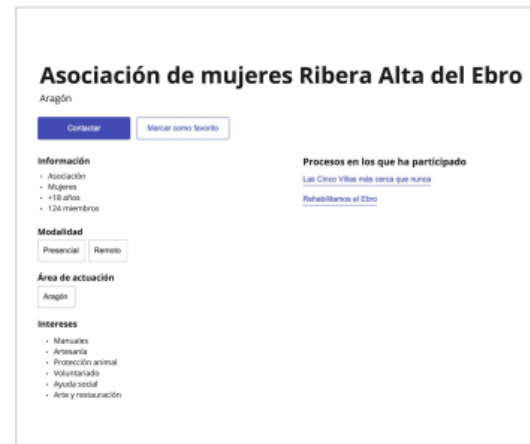 Asociación de mujeres Ribera Alta del Ebro
Aragón
Contactar
Marcar como favorito
Información
· Asociación
· Mujeres
· +18 años
· 124 miembros
Modalidad
Presencial
Remoto
Área de actuación
Aragón
Intereses
· Manuales
· Artesanía
· Protección animal
· Voluntariado
· Ayuda social
· Arte y restauración
Procesos en los que ha participado
Las Cinco Villas más cerca que nunca
Rehabilitamos el Ebro